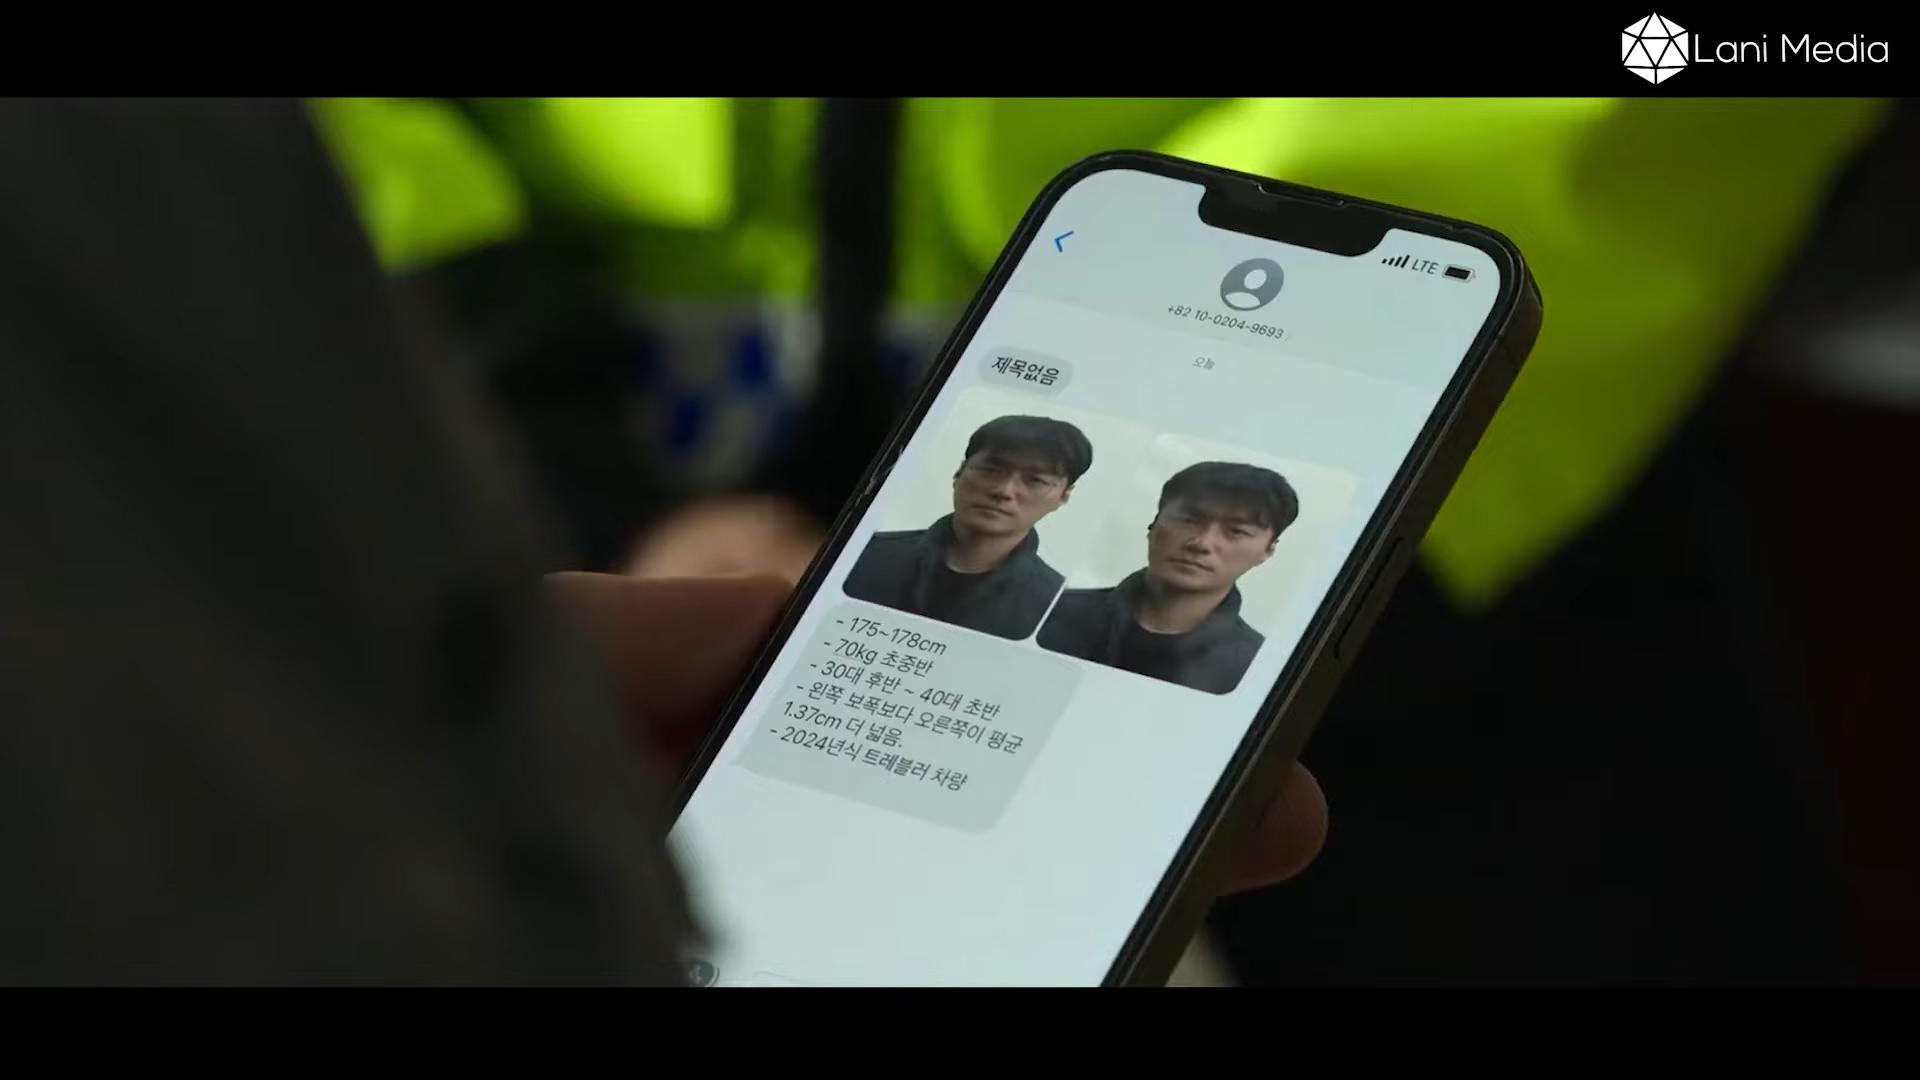 Lani Media
LTE
+82 10-0204-9693
오늘
제목없음
- 175~178cm
- 70kg 초중반
- 30대 후반 ~ 40대 초반
- 왼쪽 보폭보다 오른쪽이 평균
1.37cm 더 넓음.
- 2024년식 트레블러 차량